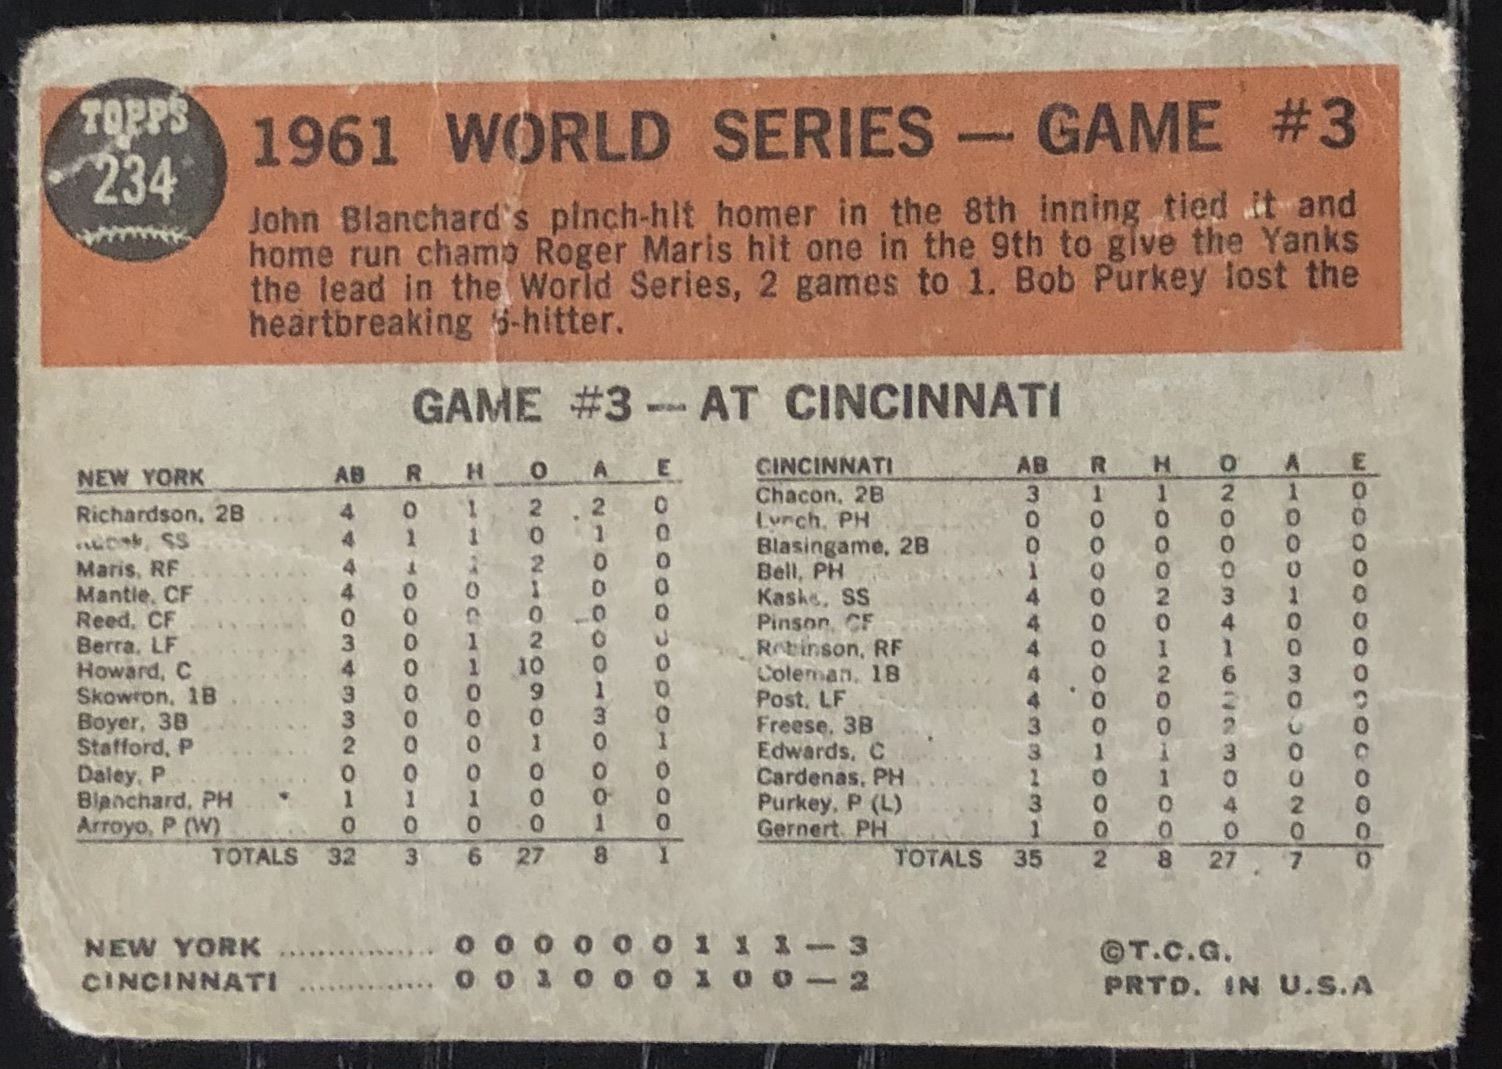 TOPPS
234
1961 WORLD SERIES — GAME #3
John Blanchard's pinch-hit homer in the 8th inning tied it and
home run champ Roger Maris hit one in the 9th to give the Yanks
the lead in the World Series, 2 games to 1. Bob Purkey lost the
heartbreaking 6-hitter.
GAME #3 — AT CINCINNATI
NEW YORK AB R H O A E
Richardson, 2B 4 0 1 2 2 0
SS 4 1 1 0 1 0
Maris, RF 4 1 1 2 0 0
Mantle, CF 4 0 0 1 0 0
Reed, CF 0 0 0 0 0 0
Berra, LF 3 0 1 2 0 0
Howard, C 4 0 1 10 0 0
Skowron, 1B 3 0 0 9 1 0
Boyer, 3B 3 0 0 0 3 0
Stafford, P 2 0 0 1 0 1
Daley, P 0 0 0 0 0 0
Blanchard, PH 1 1 1 0 0 0
Arroyo, P (W) 0 0 0 0 1 0
TOTALS 32 3 6 27 8 1
CINCINNATI AB R H O A E
Chacon, 2B 3 1 1 2 1 0
Lynch, PH 0 0 0 0 0 0
Blasingame, 2B 0 0 0 0 0 0
Bell, PH 1 0 0 0 0 0
Kasko, SS 4 0 2 3 1 0
Pinson, CF 4 0 0 4 0 0
Robinson, RF 4 0 1 1 0 0
Coleman, 1B 4 0 2 6 3 0
Post, LF 4 0 0 2 0 0
Freese, 3B 3 0 0 2 0 0
Edwards, C 3 1 1 3 0 0
Cardenas, PH 1 0 1 0 0 0
Purkey, P (L) 3 0 0 4 2 0
Gernert, PH 1 0 0 0 0 0
TOTALS 35 2 8 27 7 0
NEW YORK ............... 0 0 0 0 0 0 1 1 1 — 3
CINCINNATI ............. 0 0 1 0 0 0 1 0 0 — 2
©T.C.G.
PRTD. IN U.S.A